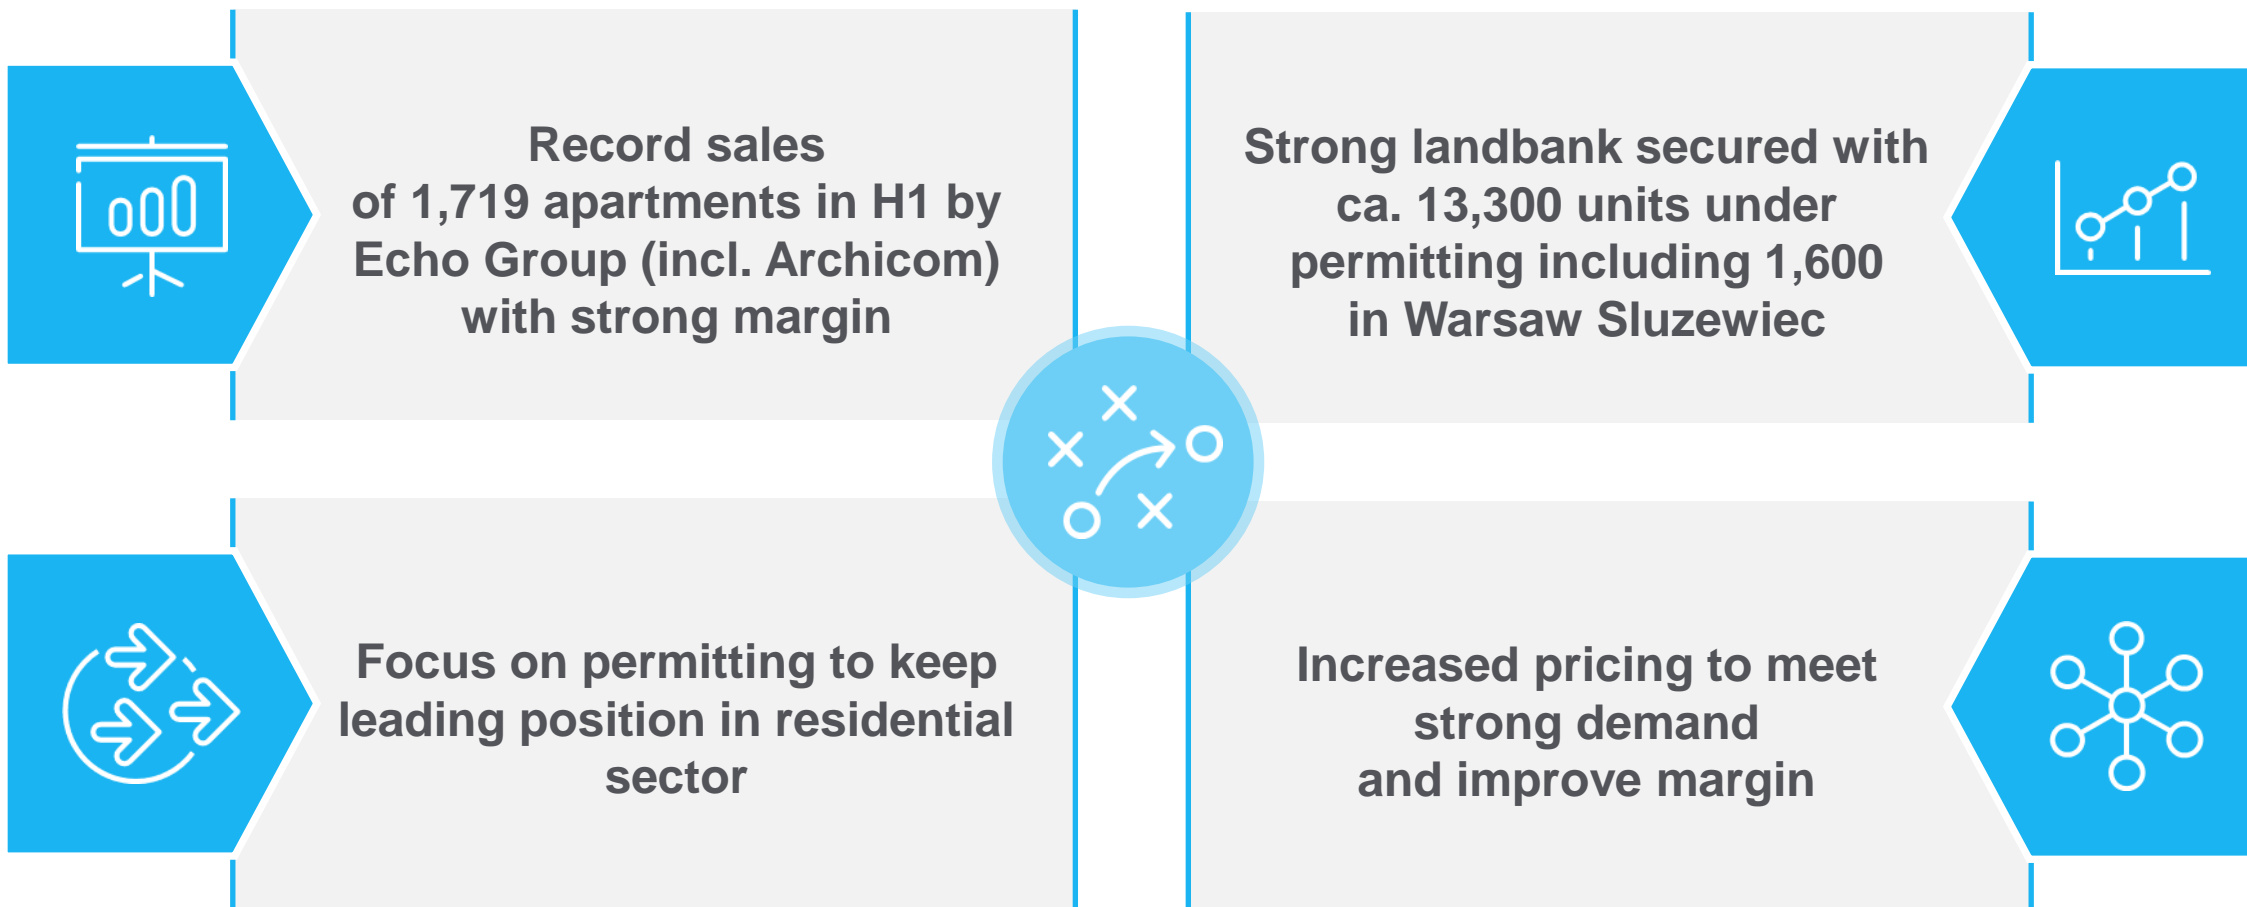 Record sales
of 1,719 apartments in H1 by
Echo Group (incl. Archicom)
with strong margin
Strong landbank secured with
ca. 13,300 units under
permitting including 1,600
in Warsaw Sluzewiec
Focus on permitting to keep
leading position in residential
sector
Increased pricing to meet
strong demand
and improve margin